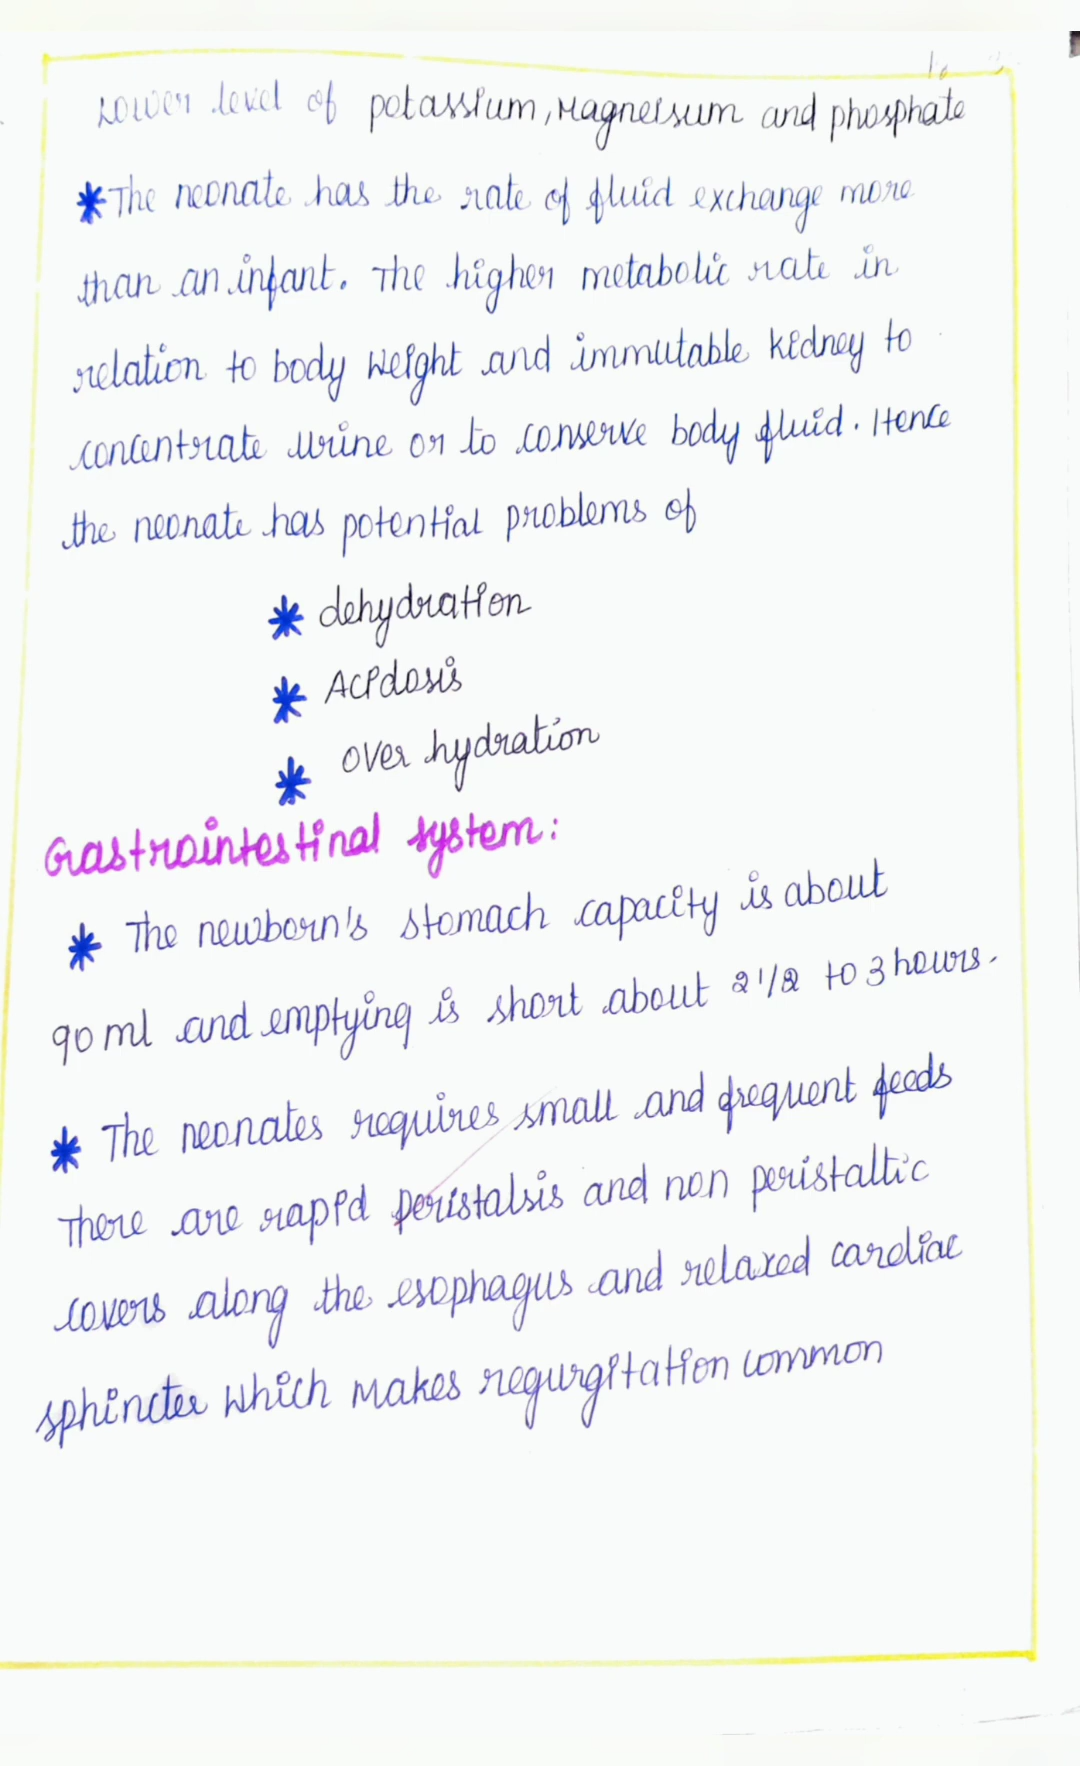 Lower level of potassium, Magnesium and phosphate
* The neonate has the rate of fluid exchange more
than an infant. The higher metabolic rate in
relation to body weight and immutable kidney to
concentrate urine or to conserve body fluid. Hence
the neonate has potential problems of
* dehydration
* Acidosis
* over hydration
Gastrointestinal system:
* The newborn's stomach capacity is about
90 ml and emptying is short about 2 1/2 to 3 hours.
* The neonates requires small and frequent feeds
There are rapid peristalsis and non peristaltic
covers along the esophagus and relaxed cardiac
sphincter which makes regurgitation common